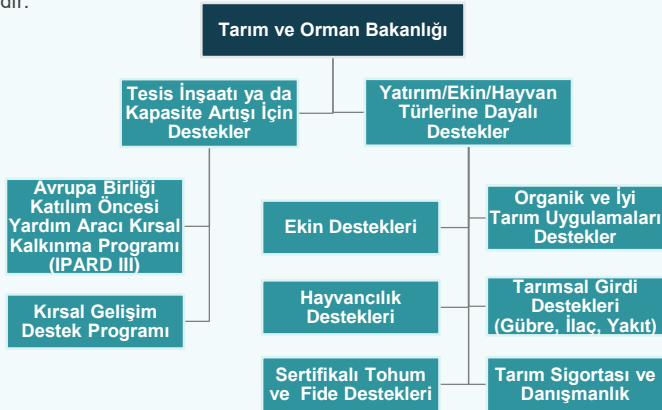 dir.
Tarım ve Orman Bakanlığı
Tesis İnşaatı ya da
Kapasite Artışı İçin
Destekler
Yatırım/Ekin/Hayvan
Türlerine Dayalı
Destekler
Avrupa Birliği
Katılım Öncesi
Yardım Aracı Kırsal
Kalkınma Programı
(IPARD III)
Kırsal Gelişim
Destek Programı
Ekin Destekleri
Organik ve İyi
Tarım Uygulamaları
Destekler
Hayvancılık
Destekleri
Tarımsal Girdi
Destekleri
(Gübre, İlaç, Yakıt)
Sertifikalı Tohum
ve Fide Destekleri
Tarım Sigortası ve
Danışmanlık